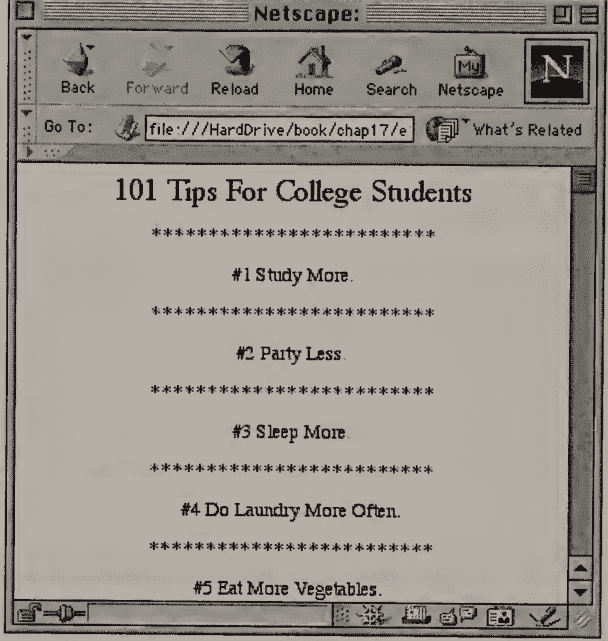 Netscape:
Back Forward Reload Home Search Netscape
My
N
Go To: file:///HardDrive/book/chap17/e What's Related
101 Tips For College Students
*************************
#1 Study More.
*************************
#2 Party Less.
*************************
#3 Sleep More.
*************************
#4 Do Laundry More Often.
*************************
#5 Eat More Vegetables.